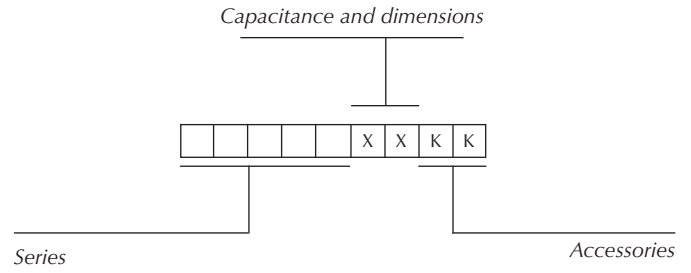 Capacitance and dimensions
X X K K
Series
Accessories